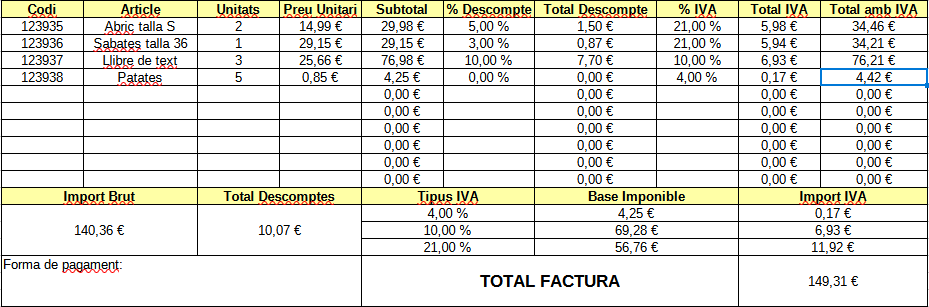 Codi Article Unitats Preu Unitari Subtotal % Descompte Total Descompte % IVA Total IVA Total amb IVA
123935 Abric talla S 2 14,99 € 29,98 € 5,00 % 1,50 € 21,00 % 5,98 € 34,46 €
123936 Sabates talla 36 1 29,15 € 29,15 € 3,00 % 0,87 € 21,00 % 5,94 € 34,21 €
123937 Llibre de text 3 25,66 € 76,98 € 10,00 % 7,70 € 10,00 % 6,93 € 76,21 €
123938 Patates 5 0,85 € 4,25 € 0,00 % 0,00 € 4,00 % 0,17 € 4,42 €
0,00 € 0,00 € 0,00 € 0,00 €
0,00 € 0,00 € 0,00 € 0,00 €
0,00 € 0,00 € 0,00 € 0,00 €
0,00 € 0,00 € 0,00 € 0,00 €
0,00 € 0,00 € 0,00 € 0,00 €
0,00 € 0,00 € 0,00 € 0,00 €
Import Brut Total Descomptes Tipus IVA Base Imponible Import IVA
4,00 % 4,25 € 0,17 €
140,36 € 10,07 € 10,00 % 69,28 € 6,93 €
21,00 % 56,76 € 11,92 €
Forma de pagament:
TOTAL FACTURA 149,31 €